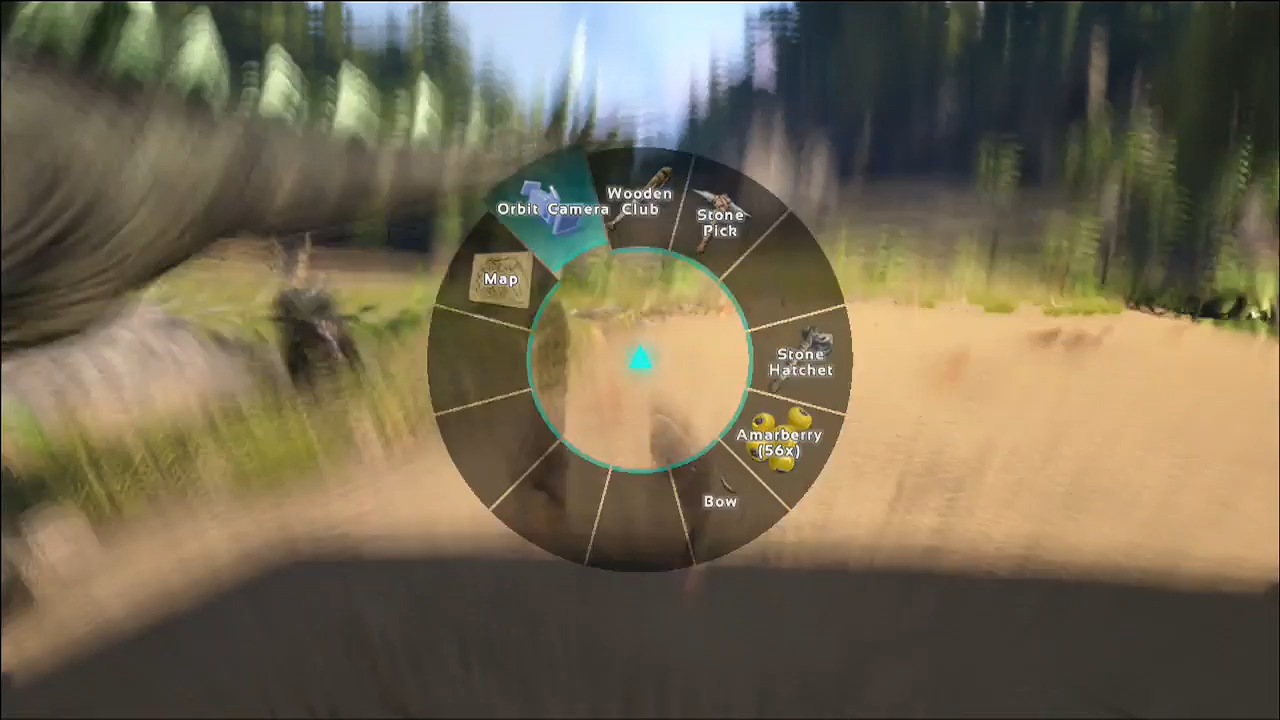 Wooden
Club
Orbit Camera
Stone
Pick
Map
Stone
Hatchet
Amarberry
(56x)
Bow